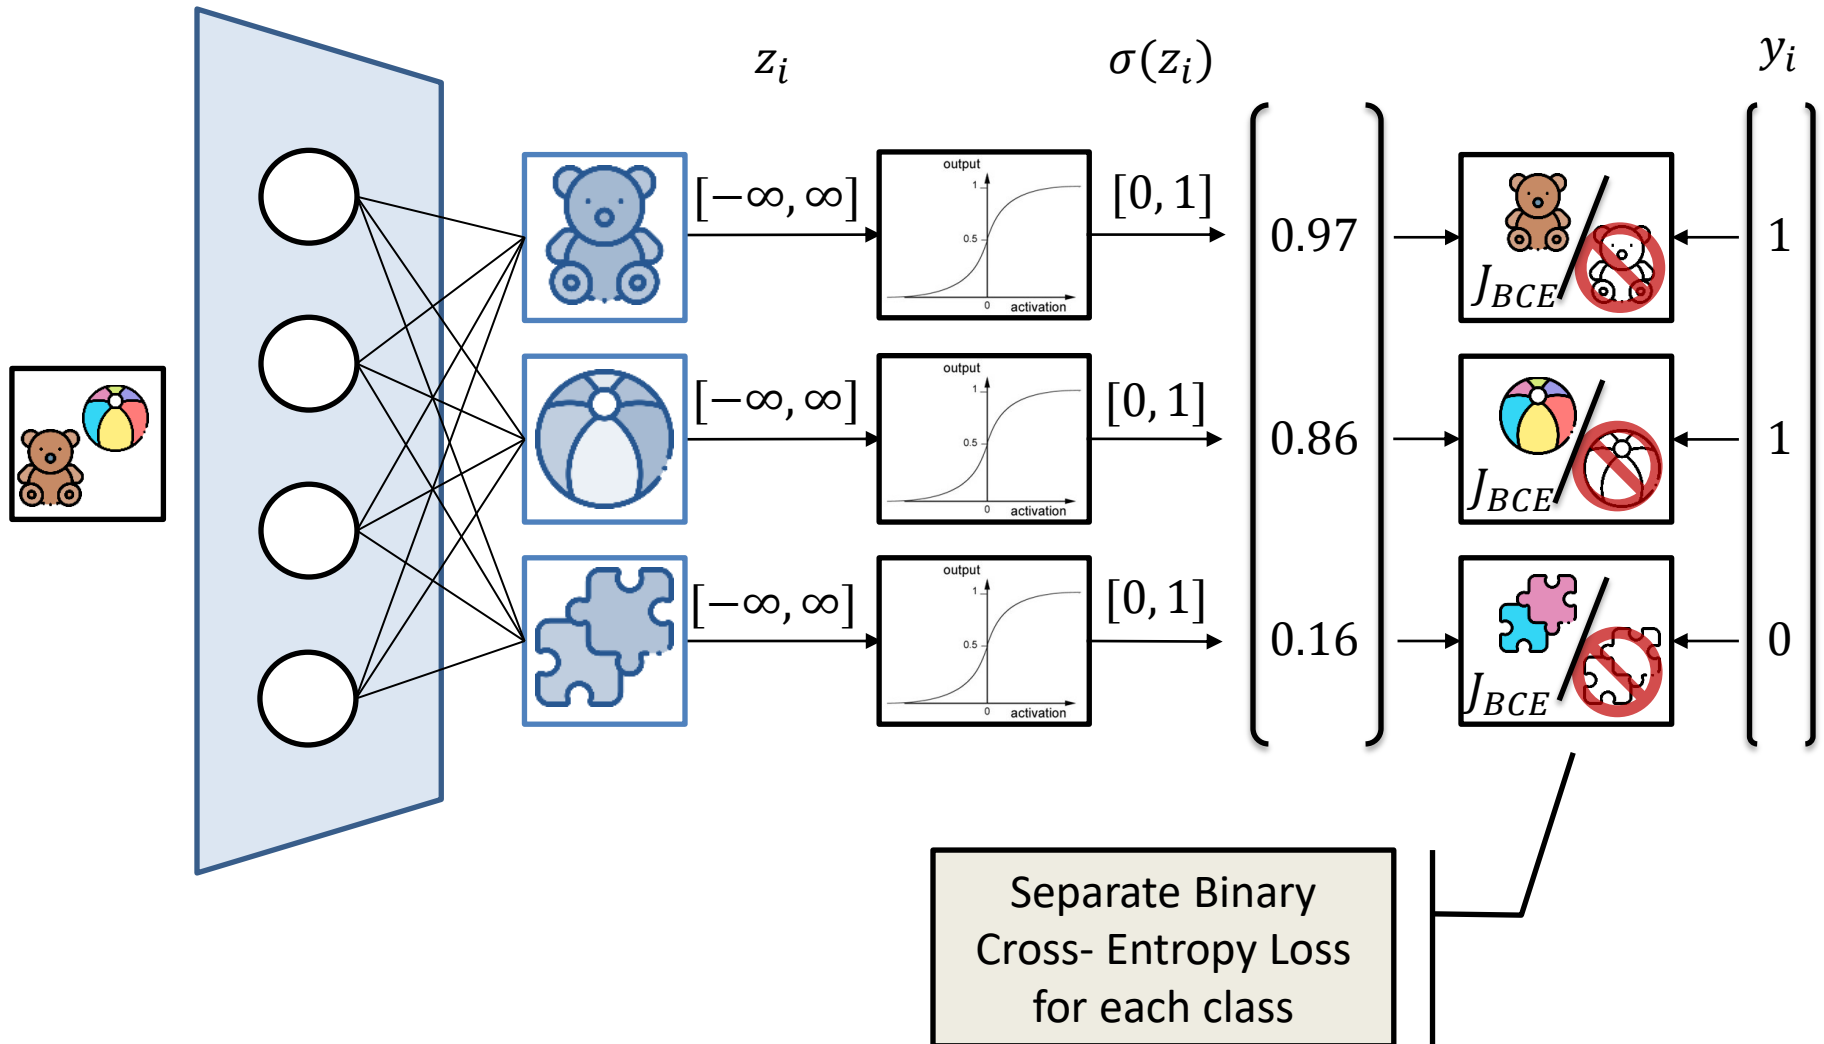 z_i σ(z_i) y_i
[−∞, ∞] output 1 0.5 0 activation [0, 1] 0.97 J_BCE 1
[−∞, ∞] output 1 0.5 0 activation [0, 1] 0.86 J_BCE 1
[−∞, ∞] output 1 0.5 0 activation [0, 1] 0.16 J_BCE 0
Separate Binary
Cross- Entropy Loss
for each class